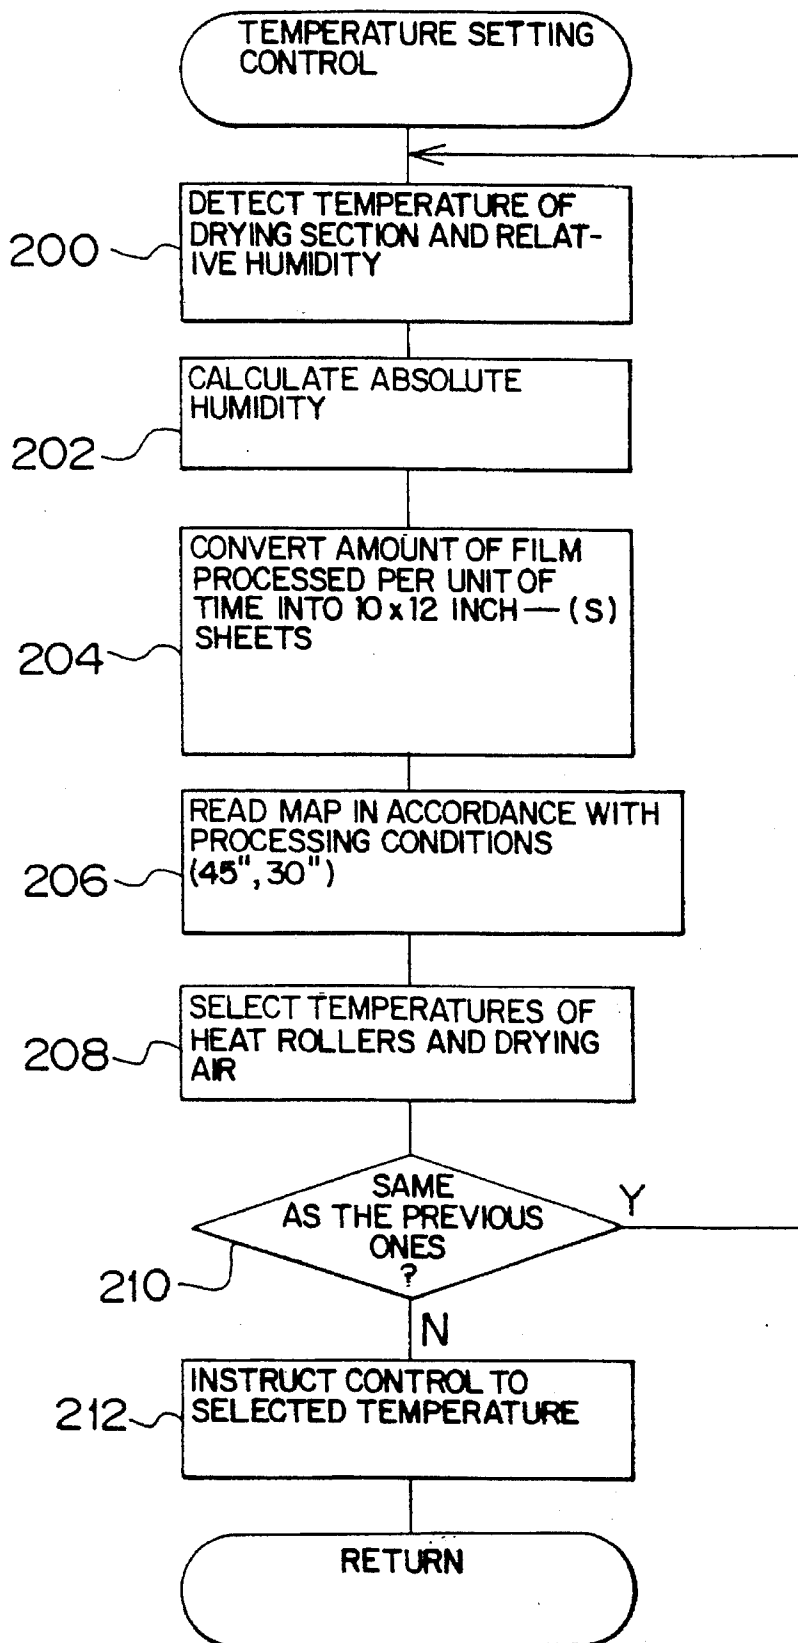 TEMPERATURE SETTING
CONTROL
200
DETECT TEMPERATURE OF
DRYING SECTION AND RELAT-
IVE HUMIDITY
202
CALCULATE ABSOLUTE
HUMIDITY
204
CONVERT AMOUNT OF FILM
PROCESSED PER UNIT OF
TIME INTO 10 x 12 INCH — (S)
SHEETS
206
READ MAP IN ACCORDANCE WITH
PROCESSING CONDITIONS
(45", 30")
208
SELECT TEMPERATURES OF
HEAT ROLLERS AND DRYING
AIR
210
SAME
AS THE PREVIOUS
ONES
?
Y
N
212
INSTRUCT CONTROL TO
SELECTED TEMPERATURE
RETURN